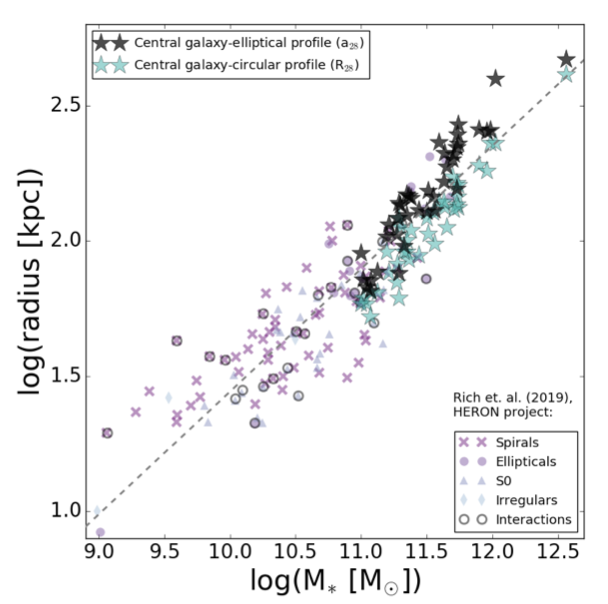 Central galaxy-elliptical profile (a₂₈)
Central galaxy-circular profile (R₂₈)
log(radius [kpc])
2.5
2.0
1.5
1.0
Rich et. al. (2019),
HERON project:
Spirals
Ellipticals
S0
Irregulars
Interactions
9.0 9.5 10.0 10.5 11.0 11.5 12.0 12.5
log(M* [M☉])